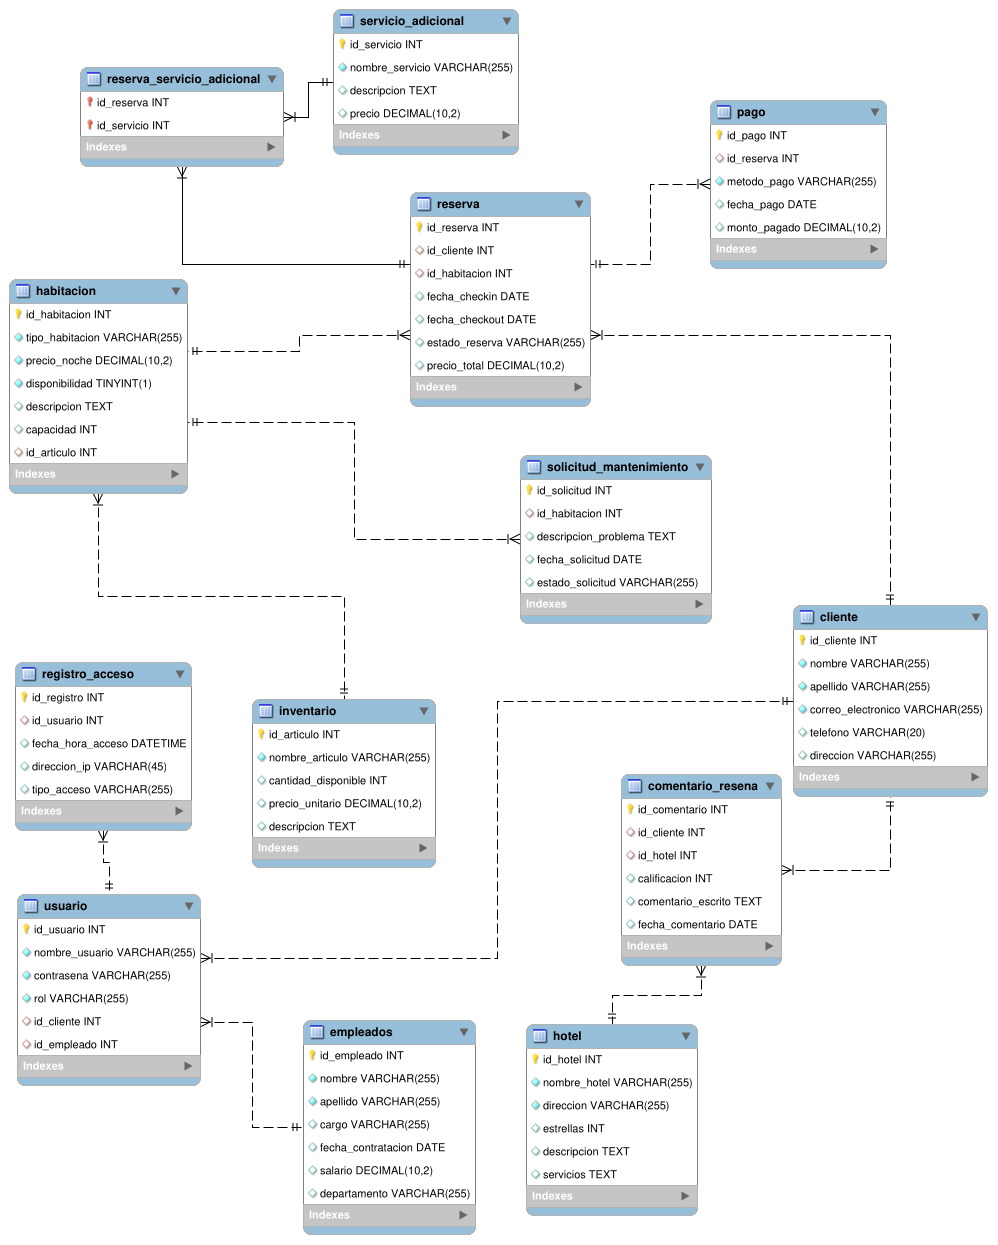 servicio_adicional
id_servicio INT
nombre_servicio VARCHAR(255)
descripcion TEXT
precio DECIMAL(10,2)
Indexes
reserva_servicio_adicional
id_reserva INT
id_servicio INT
Indexes
pago
id_pago INT
id_reserva INT
metodo_pago VARCHAR(255)
fecha_pago DATE
monto_pagado DECIMAL(10,2)
Indexes
reserva
id_reserva INT
id_cliente INT
id_habitacion INT
fecha_checkin DATE
fecha_checkout DATE
estado_reserva VARCHAR(255)
precio_total DECIMAL(10,2)
Indexes
habitacion
id_habitacion INT
tipo_habitacion VARCHAR(255)
precio_noche DECIMAL(10,2)
disponibilidad TINYINT(1)
descripcion TEXT
capacidad INT
id_articulo INT
Indexes
solicitud_mantenimiento
id_solicitud INT
id_habitacion INT
descripcion_problema TEXT
fecha_solicitud DATE
estado_solicitud VARCHAR(255)
Indexes
cliente
id_cliente INT
nombre VARCHAR(255)
apellido VARCHAR(255)
correo_electronico VARCHAR(255)
telefono VARCHAR(20)
direccion VARCHAR(255)
Indexes
registro_acceso
id_registro INT
id_usuario INT
fecha_hora_acceso DATETIME
direccion_ip VARCHAR(45)
tipo_acceso VARCHAR(255)
Indexes
inventario
id_articulo INT
nombre_articulo VARCHAR(255)
cantidad_disponible INT
precio_unitario DECIMAL(10,2)
descripcion TEXT
Indexes
comentario_resena
id_comentario INT
id_cliente INT
id_hotel INT
calificacion INT
comentario_escrito TEXT
fecha_comentario DATE
Indexes
usuario
id_usuario INT
nombre_usuario VARCHAR(255)
contrasena VARCHAR(255)
rol VARCHAR(255)
id_cliente INT
id_empleado INT
Indexes
empleados
id_empleado INT
nombre VARCHAR(255)
apellido VARCHAR(255)
cargo VARCHAR(255)
fecha_contratacion DATE
salario DECIMAL(10,2)
departamento VARCHAR(255)
Indexes
hotel
id_hotel INT
nombre_hotel VARCHAR(255)
direccion VARCHAR(255)
estrellas INT
descripcion TEXT
servicios TEXT
Indexes